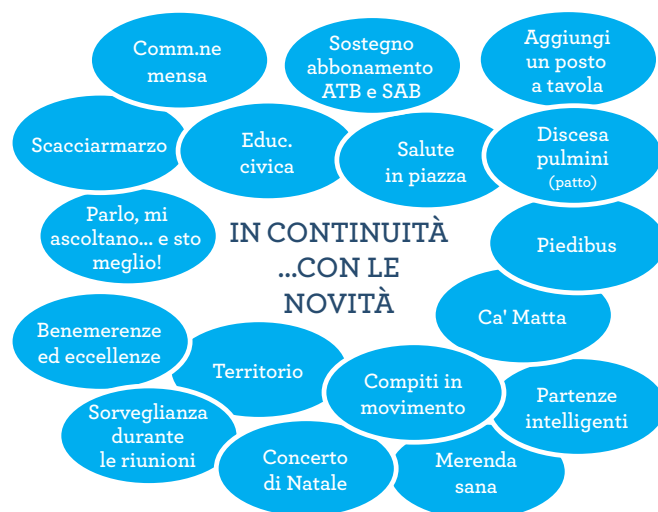 Comm.ne
mensa
Sostegno
abbonamento
ATB e SAB
Aggiungi
un posto
a tavola
Scacciarmarzo
Educ.
civica
Salute
in piazza
Discesa
pulmini
(patto)
Parlo, mi
ascoltano... e sto
meglio!
IN CONTINUITÀ
...CON LE
NOVITÀ
Piedibus
Ca' Matta
Benemerenze
ed eccellenze
Territorio
Compiti in
movimento
Partenze
intelligenti
Sorveglianza
durante
le riunioni
Concerto
di Natale
Merenda
sana